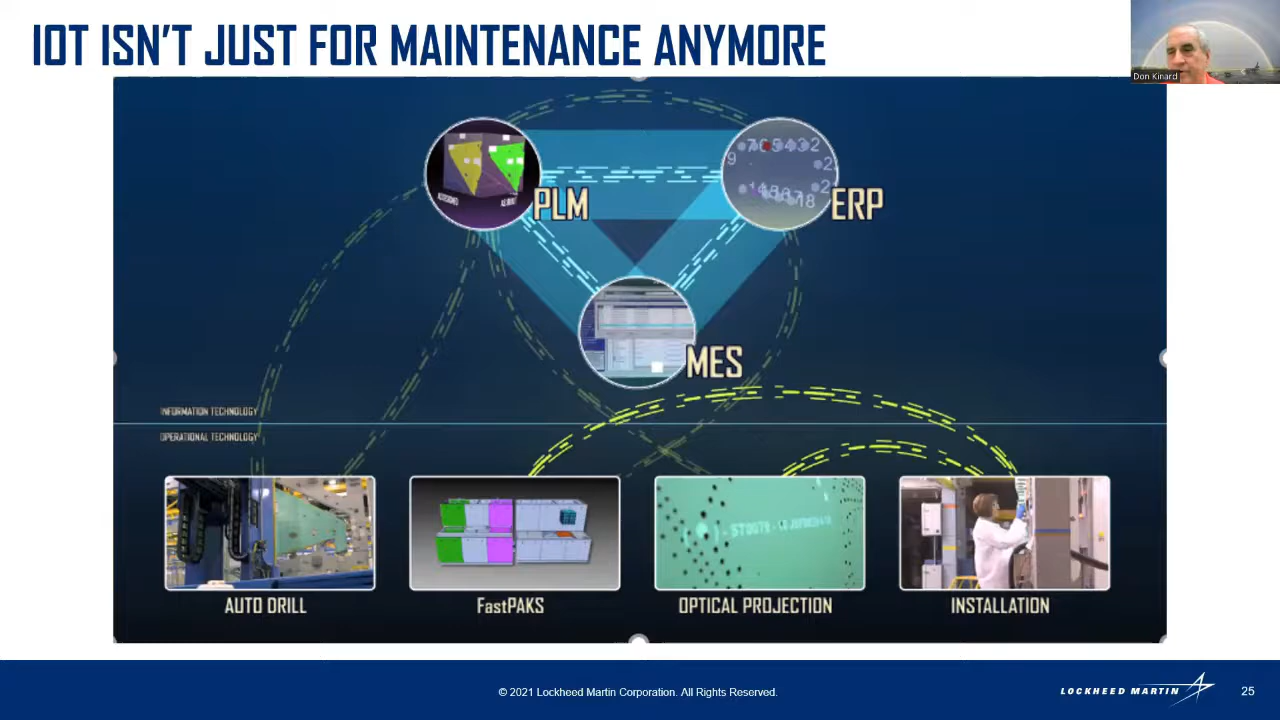 IOT ISN'T JUST FOR MAINTENANCE ANYMORE
Don Kinard
PLM
ERP
MES
INFORMATION TECHNOLOGY
OPERATIONAL TECHNOLOGY
AUTO DRILL
FastPAKS
OPTICAL PROJECTION
INSTALLATION
© 2021 Lockheed Martin Corporation. All Rights Reserved.
LOCKHEED MARTIN
25